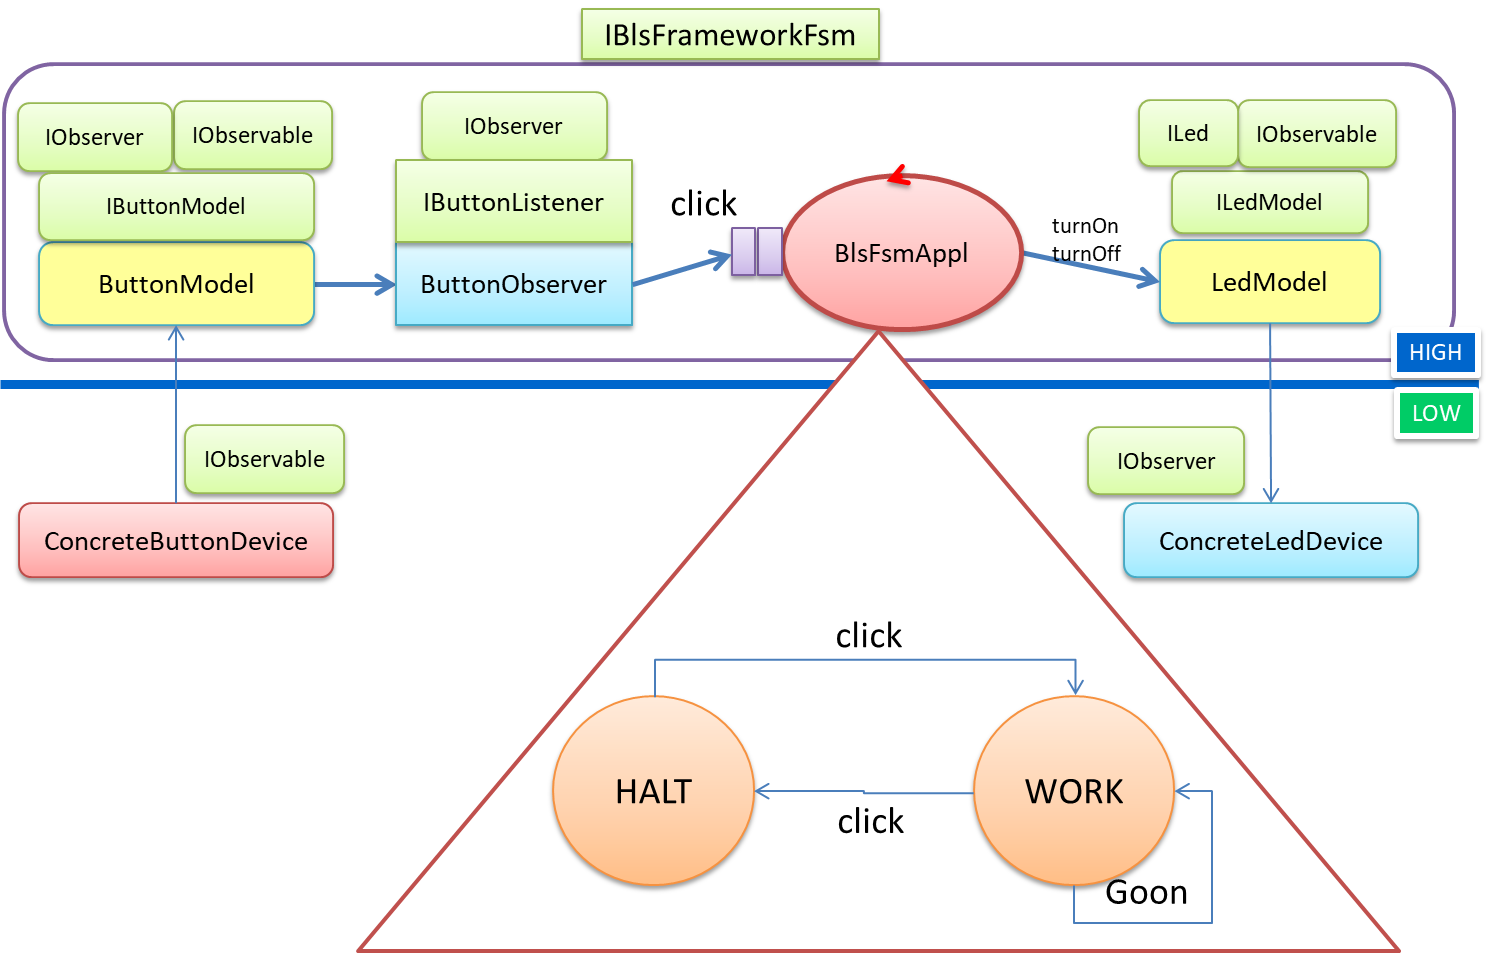 IBlsFrameworkFsm
IObserver
IObservable
IButtonModel
ButtonModel
IObserver
IButtonListener
ButtonObserver
click
BlsFsmAppl
turnOn
turnOff
ILed
IObservable
ILedModel
LedModel
HIGH
LOW
IObservable
ConcreteButtonDevice
IObserver
ConcreteLedDevice
click
HALT
WORK
click
Goon